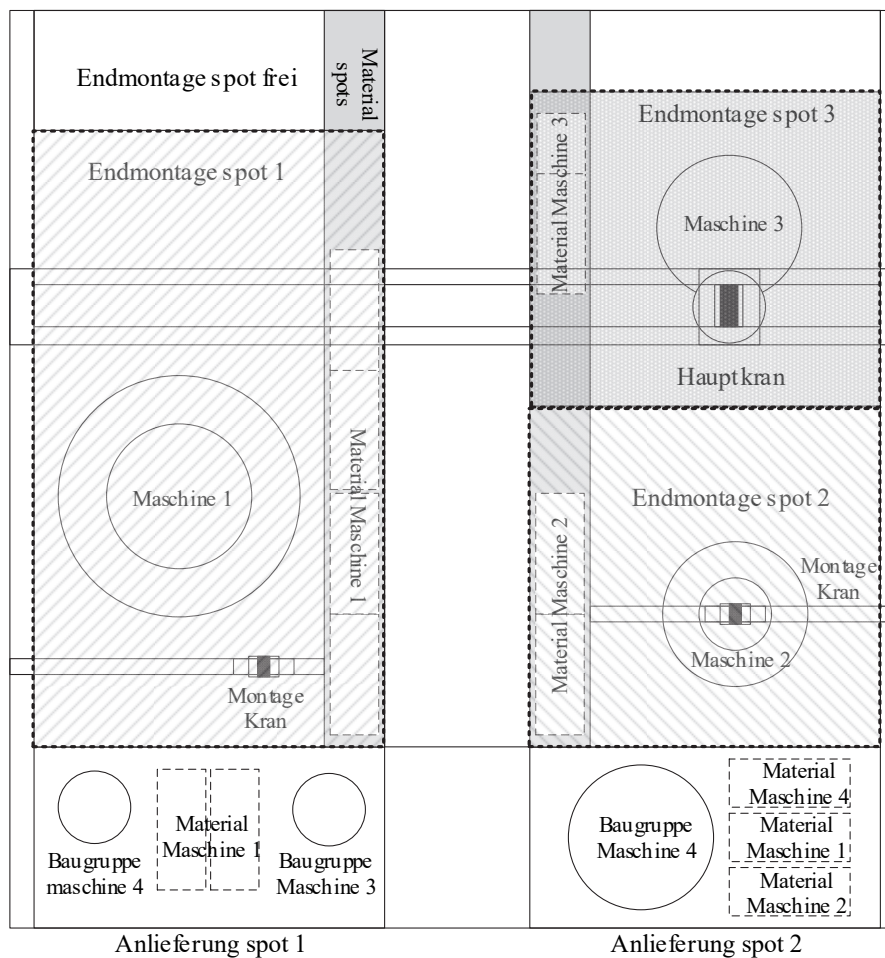 Endmontage spot frei
Material
spots
Endmontage spot 1
Endmontage spot 3
Material Maschine 3
Maschine 3
Hauptkran
Maschine 1
Material Maschine 1
Endmontage spot 2
Material Maschine 2
Montage
Kran
Maschine 2
Montage
Kran
Baugruppe
maschine 4
Material
Maschine 1
Baugruppe
Maschine 3
Baugruppe
Maschine 4
Material
Maschine 4
Material
Maschine 1
Material
Maschine 2
Anlieferung spot 1
Anlieferung spot 2